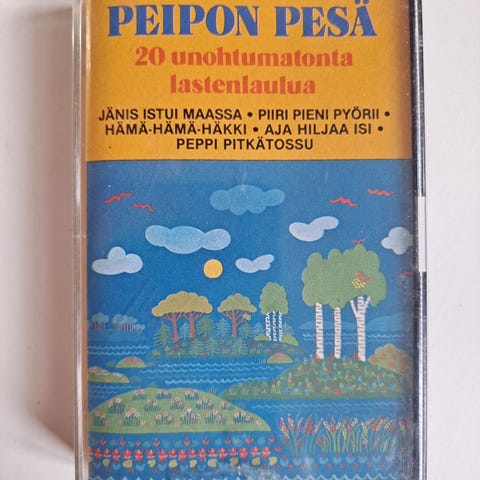 PEIPON PESÄ
20 unohtumatonta
lastenlaulua
JÄNIS ISTUI MAASSA • PIIRI PIENI PYÖRII •
HÄMÄ-HÄMÄ-HÄKKI • AJA HILJAA ISI •
PEPPI PITKÄTOSSU